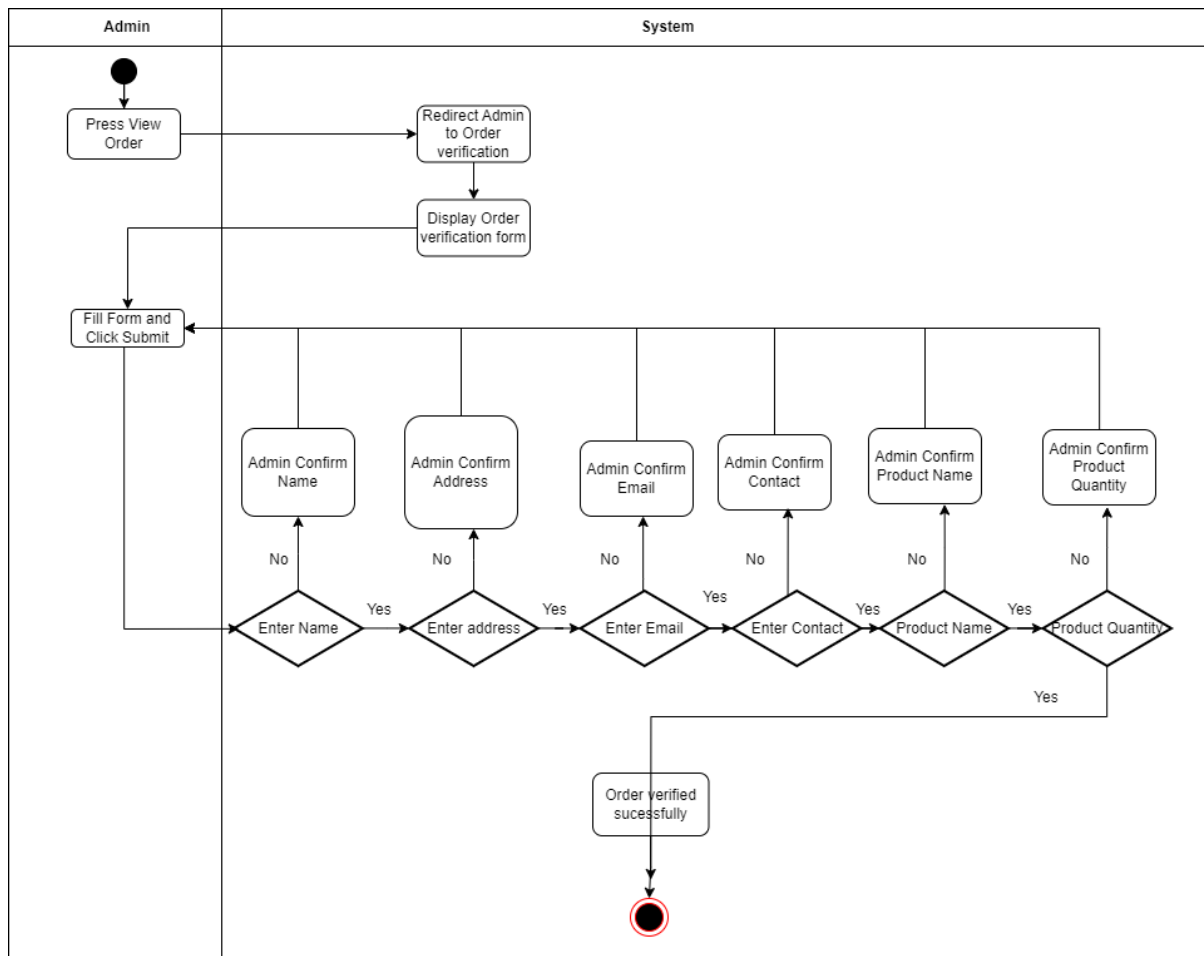 Admin
System
Press View
Order
Redirect Admin
to Order
verification
Display Order
verification form
Fill Form and
Click Submit
Admin Confirm
Name
Admin Confirm
Address
Admin Confirm
Email
Admin Confirm
Contact
Admin Confirm
Product Name
Admin Confirm
Product
Quantity
No
No
No
No
No
No
Yes
Yes
Yes
Yes
Yes
Enter Name
Enter address
Enter Email
Enter Contact
Product Name
Product Quantity
Yes
Order verified
sucessfully